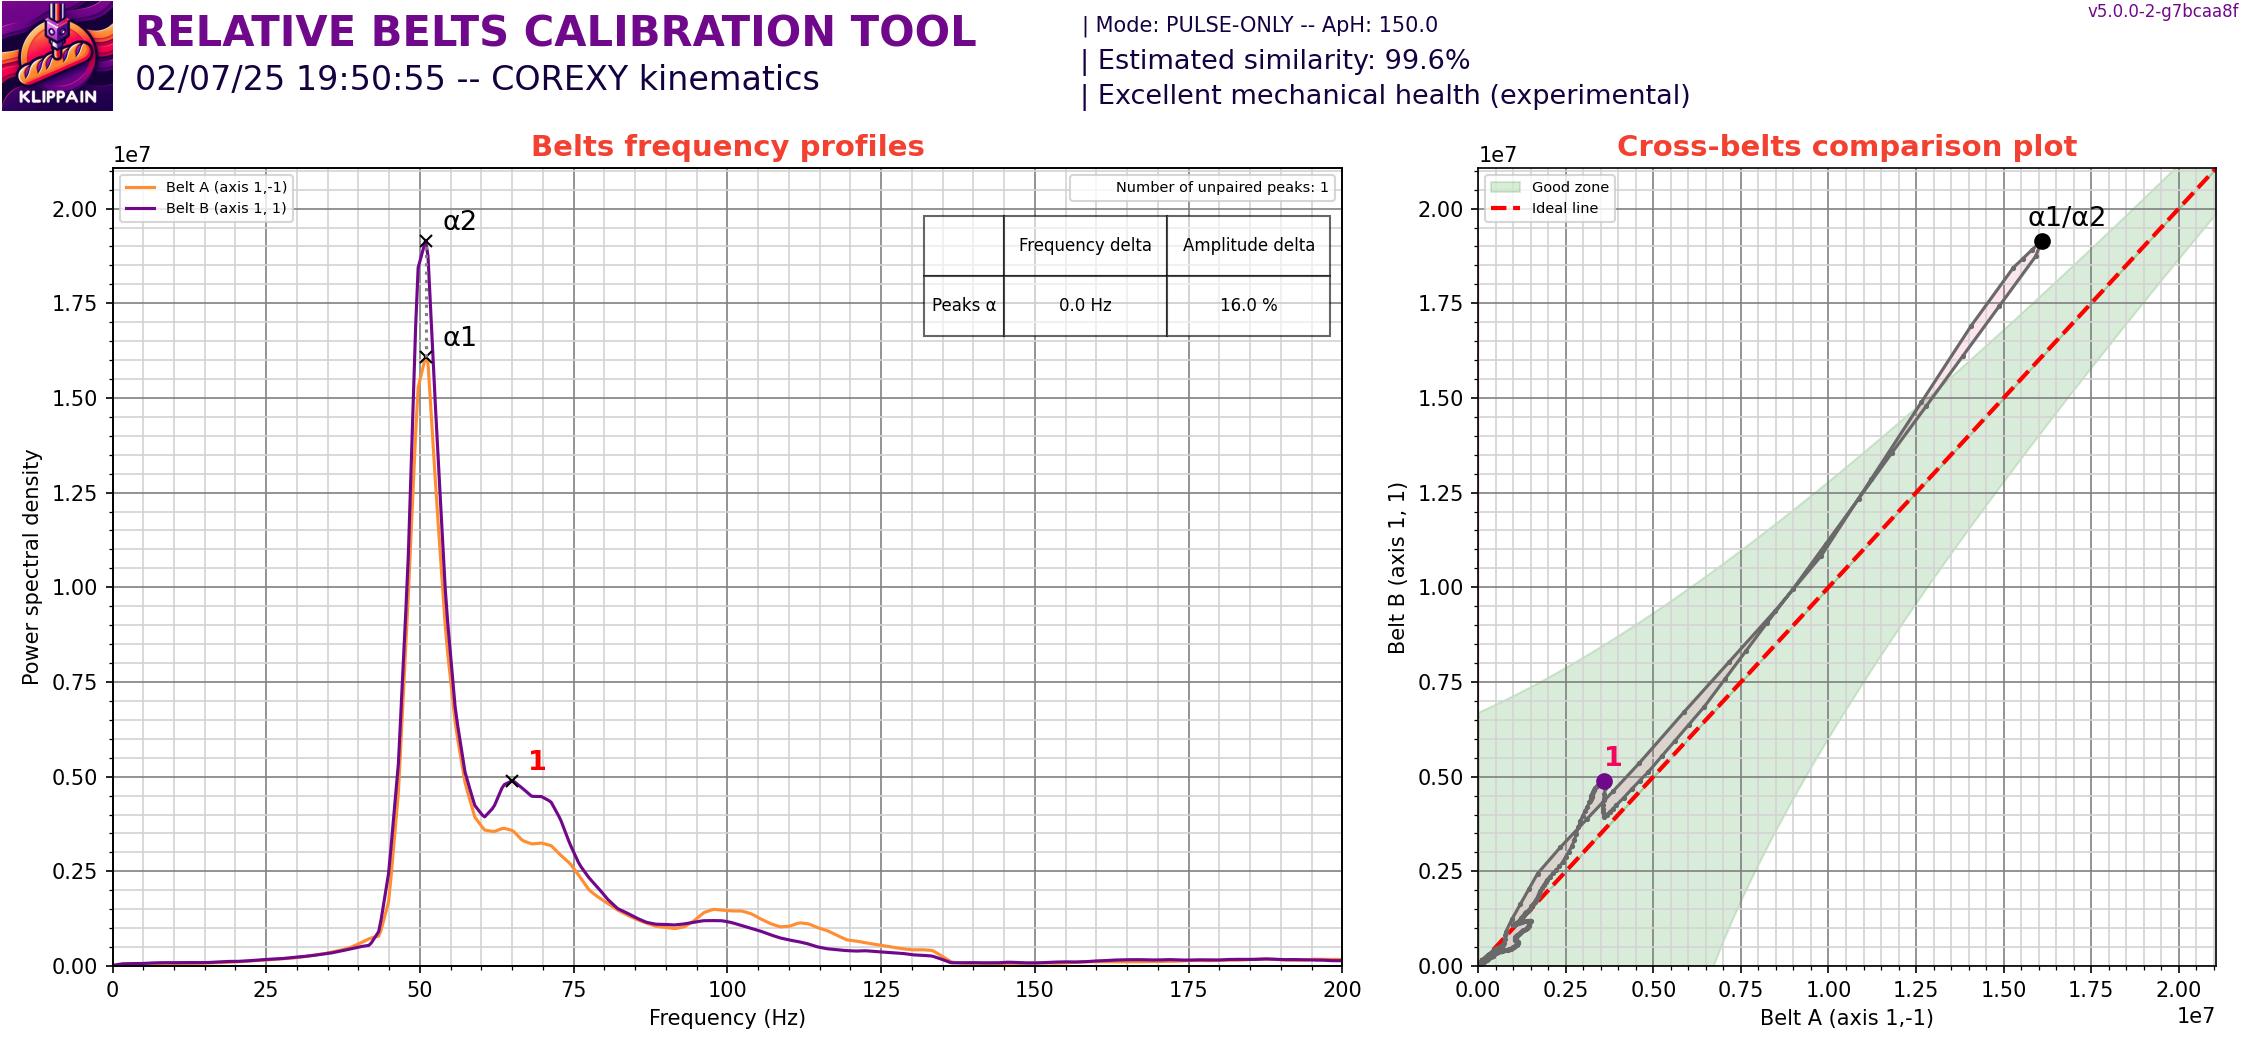 KLIPPAIN
RELATIVE BELTS CALIBRATION TOOL
02/07/25 19:50:55 -- COREXY kinematics
| Mode: PULSE-ONLY -- ApH: 150.0
| Estimated similarity: 99.6%
| Excellent mechanical health (experimental)
v5.0.0-2-g7bcaa8f
Belts frequency profiles
1e7
Belt A (axis 1,-1)
Belt B (axis 1, 1)
Number of unpaired peaks: 1
Frequency delta Amplitude delta
Peaks α 0.0 Hz 16.0 %
α2
α1
1
2.00
1.75
1.50
1.25
1.00
0.75
0.50
0.25
0.00
Power spectral density
0 25 50 75 100 125 150 175 200
Frequency (Hz)
Cross-belts comparison plot
1e7
Good zone
Ideal line
α1/α2
1
2.00
1.75
1.50
1.25
1.00
0.75
0.50
0.25
0.00
Belt B (axis 1, 1)
0.00 0.25 0.50 0.75 1.00 1.25 1.50 1.75 2.00
1e7
Belt A (axis 1,-1)